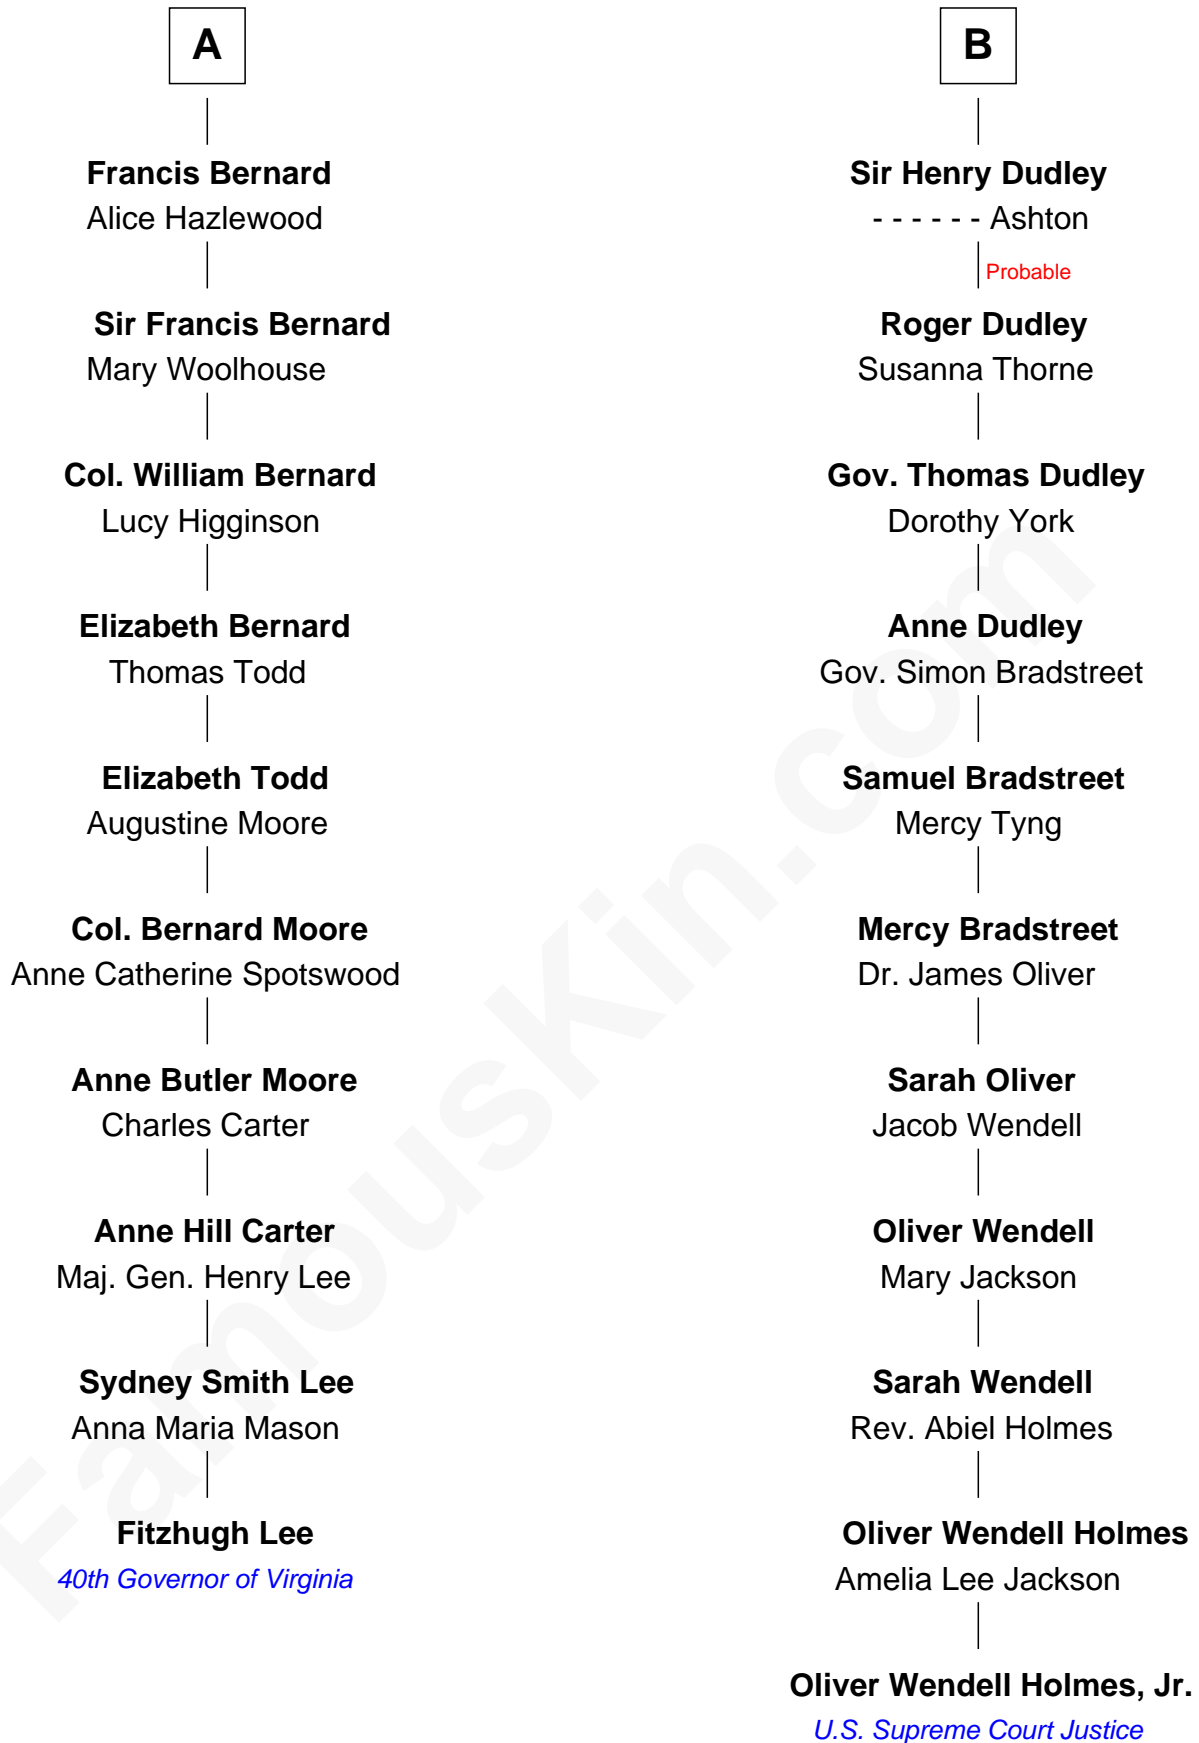 A
Francis Bernard
Alice Hazlewood
Sir Francis Bernard
Mary Woolhouse
Col. William Bernard
Lucy Higginson
Elizabeth Bernard
Thomas Todd
Elizabeth Todd
Augustine Moore
Col. Bernard Moore
Anne Catherine Spotswood
Anne Butler Moore
Charles Carter
Anne Hill Carter
Maj. Gen. Henry Lee
Sydney Smith Lee
Anna Maria Mason
Fitzhugh Lee
40th Governor of Virginia
B
Sir Henry Dudley
- - - - - - Ashton
Probable
Roger Dudley
Susanna Thorne
Gov. Thomas Dudley
Dorothy York
Anne Dudley
Gov. Simon Bradstreet
Samuel Bradstreet
Mercy Tyng
Mercy Bradstreet
Dr. James Oliver
Sarah Oliver
Jacob Wendell
Oliver Wendell
Mary Jackson
Sarah Wendell
Rev. Abiel Holmes
Oliver Wendell Holmes
Amelia Lee Jackson
Oliver Wendell Holmes, Jr.
U.S. Supreme Court Justice
FamousKin.com